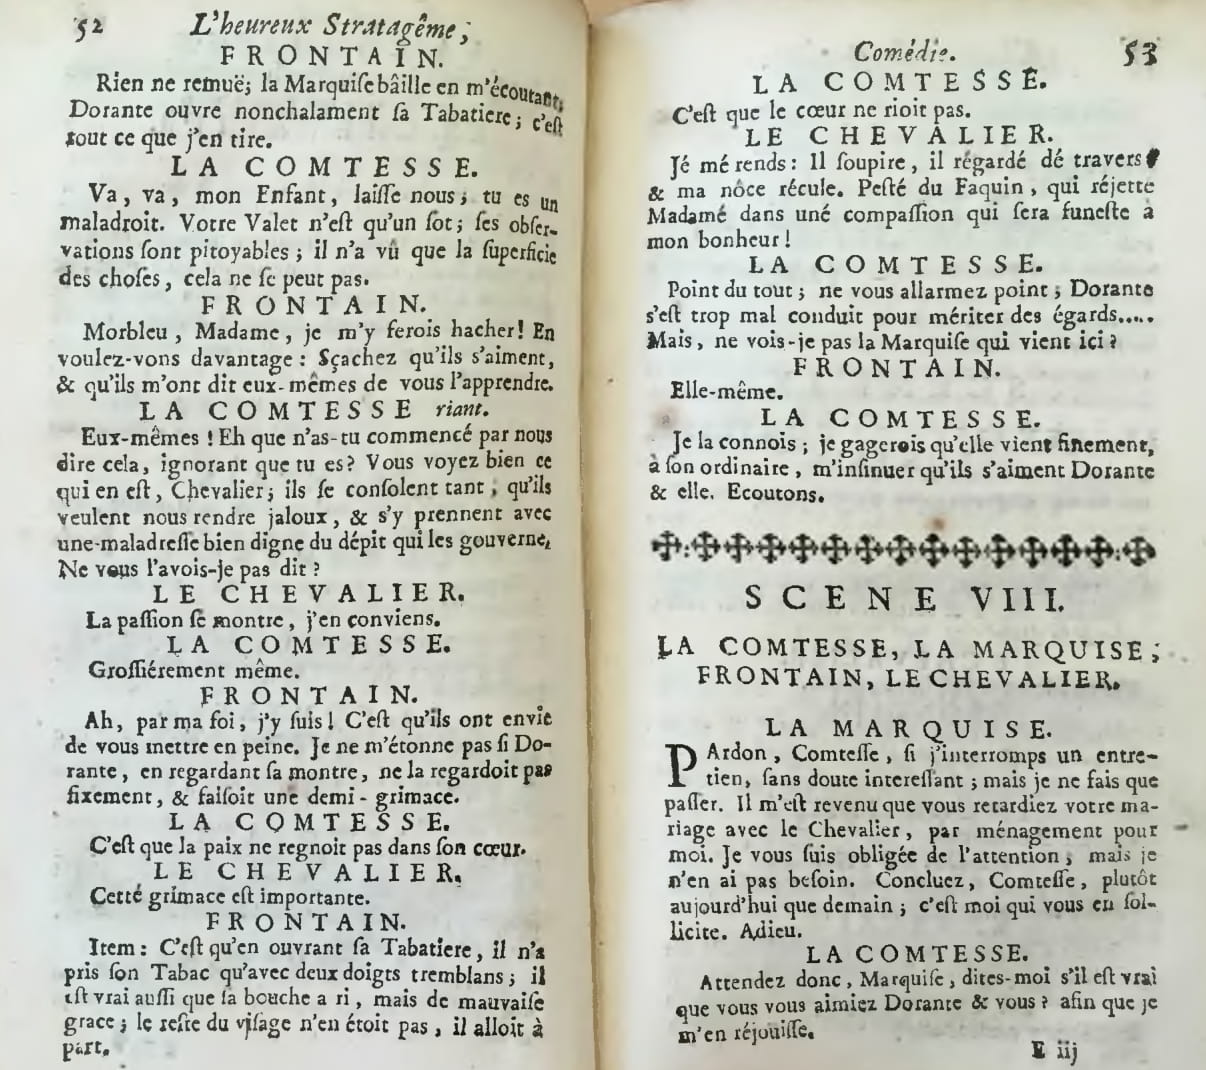 52 L'heureux Stratagême ;
FRONTAIN.
Rien ne remuë; la Marquiſe bâille en m'écoutant;
Dorante ouvre nonchalament ſa Tabatiere; c'eſt
tout ce que j'en tire.
LA COMTESSE.
Va, va, mon Enfant, laiſſe nous; tu es un
maladroit. Votre Valet n'eſt qu'un ſot; ſes obſer-
vations ſont pitoyables; il n'a vû que la ſuperficie
des choſes, cela ne ſe peut pas.
FRONTAIN.
Morbleu, Madame, je m'y ferois hacher! En
voulez-vons davantage: Sçachez qu'ils s'aiment,
& qu'ils m'ont dit eux-mêmes de vous l'apprendre.
LA COMTESSE riant.
Eux-mêmes! Eh que n'as-tu commencé par nous
dire cela, ignorant que tu es? Vous voyez bien ce
qui en eſt, Chevalier; ils ſe conſolent tant, qu'ils
veulent nous rendre jaloux, & s'y prennent avec
une-maladreſſe bien digne du dépit qui les gouverne,
Ne vous l'avois-je pas dit?
LE CHEVALIER.
La paſſion ſe montre, j'en conviens.
LA COMTESSE.
Groſſiérement même.
FRONTAIN.
Ah, par ma foi, j'y ſuis! C'eſt qu'ils ont envie
de vous mettre en peine. Je ne m'étonne pas ſi Do-
rante, en regardant ſa montre, ne la regardoit pas
fixement, & faiſoit une demi-grimace.
LA COMTESSE.
C'eſt que la paix ne regnoit pas dans ſon cœur.
LE CHEVALIER.
Cetté grimace eſt importante.
FRONTAIN.
Item: C'eſt qu'en ouvrant ſa Tabatiere, il n'a
pris ſon Tabac qu'avec deux doigts tremblans; il
eſt vrai auſſi que ſa bouche a ri, mais de mauvaiſe
grace; le reſte du viſage n'en étoit pas, il alloit à
part.
Comédie. 53
LA COMTESSE.
C'eſt que le cœur ne rioit pas.
LE CHEVALIER.
Jé mé rends: Il ſoupire, il régardé dé travers
& ma nôce récule. Peſté du Faquin, qui réjette
Madamé dans uné compaſſion qui ſera funeſte à
mon bonheur!
LA COMTESSE.
Point du tout; ne vous allarmez point; Dorante
s'eſt trop mal conduit pour mériter des égards.....
Mais, ne vois-je pas la Marquiſe qui vient ici?
FRONTAIN.
Elle-même.
LA COMTESSE.
Je la connois; je gagerois qu'elle vient finement,
à ſon ordinaire, m'inſinuer qu'ils s'aiment Dorante
& elle. Ecoutons.
SCENE VIII.
LA COMTESSE, LA MARQUISE;
FRONTAIN, LE CHEVALIER.
LA MARQUISE.
PArdon, Comteſſe, ſi j'interromps un entre-
tien, ſans doute intereſſant; mais je ne fais que
paſſer. Il m'eſt revenu que vous retardiez votre ma-
riage avec le Chevalier, par ménagement pour
moi. Je vous ſuis obligée de l'attention; mais je
n'en ai pas beſoin. Concluez, Comteſſe, plutôt
aujourd'hui que demain; c'eſt moi qui vous en ſol-
licite. Adieu.
LA COMTESSE.
Attendez donc, Marquiſe, dites-moi s'il eſt vrai
que vous vous aimiez Dorante & vous? afin que je
m'en réjouiſſe.
E iij